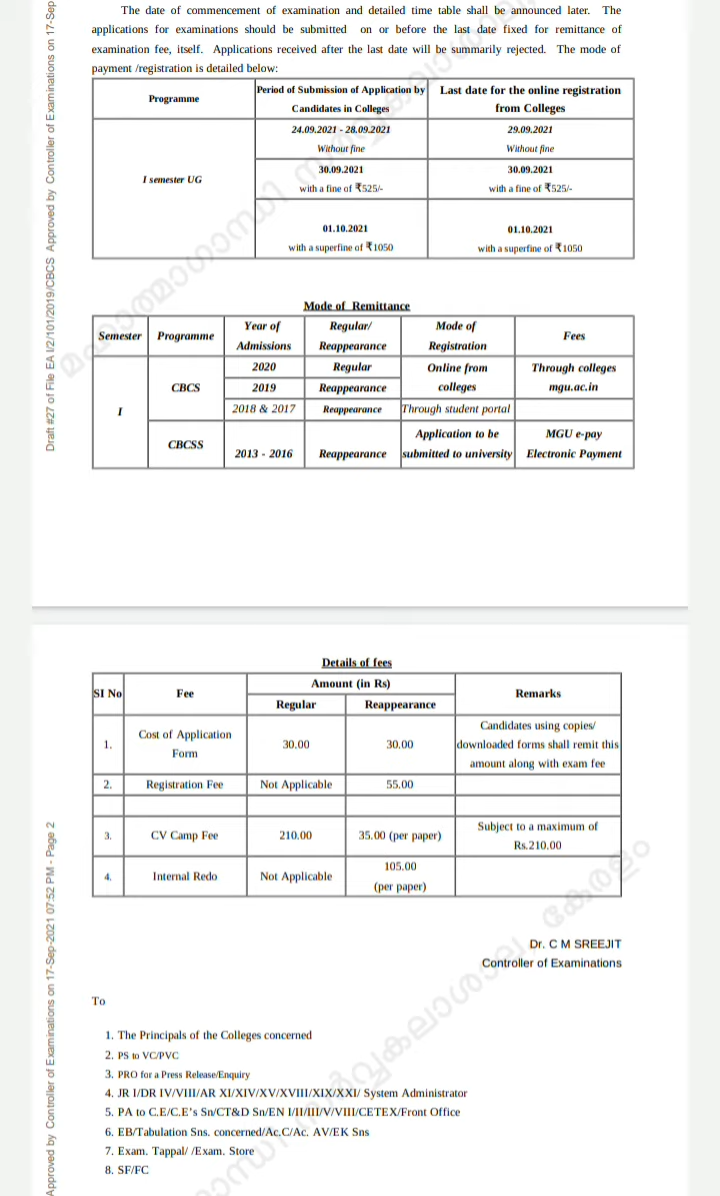 The date of commencement of examination and detailed time table shall be announced later. The
applications for examinations should be submitted on or before the last date fixed for remittance of
examination fee, itself. Applications received after the last date will be summarily rejected. The mode of
payment /registration is detailed below:
Programme
Period of Submission of Application by
Candidates in Colleges
Last date for the online registration
from Colleges
I semester UG
24.09.2021 - 28.09.2021
Without fine
29.09.2021
Without fine
30.09.2021
with a fine of ₹525/-
30.09.2021
with a fine of ₹525/-
01.10.2021
with a superfine of ₹1050
01.10.2021
with a superfine of ₹1050
Mode of Remittance
Semester
Programme
Year of
Admissions
Regular/
Reappearance
Mode of
Registration
Fees
I
CBCS
2020
Regular
Online from
colleges
Through colleges
mgu.ac.in
2019
Reappearance
2018 & 2017
Reappearance
Through student portal
CBCSS
2013 - 2016
Reappearance
Application to be
submitted to university
MGU e-pay
Electronic Payment
Draft #27 of File EA I/2/101/2019/CBCS Approved by Controller of Examinations on 17-Sep
Details of fees
SI No
Fee
Amount (in Rs)
Regular
Reappearance
Remarks
1.
Cost of Application
Form
30.00
30.00
Candidates using copies/
downloaded forms shall remit this
amount along with exam fee
2.
Registration Fee
Not Applicable
55.00
3.
CV Camp Fee
210.00
35.00 (per paper)
Subject to a maximum of
Rs.210.00
4.
Internal Redo
Not Applicable
105.00
(per paper)
Dr. C M SREEJIT
Controller of Examinations
To
1. The Principals of the Colleges concerned
2. PS to VC/PVC
3. PRO for a Press Release/Enquiry
4. JR I/DR IV/VIII/AR XI/XIV/XV/XVIII/XIX/XXI/ System Administrator
5. PA to C.E/C.E's Sn/CT&D Sn/EN I/II/III/V/VIII/CETEX/Front Office
6. EB/Tabulation Sns. concerned/Ac.C/Ac. AV/EK Sns
7. Exam. Tappal/ /Exam. Store
8. SF/FC
Approved by Controller of Examinations on 17-Sep-2021 07:52 PM - Page 2
കേരളം